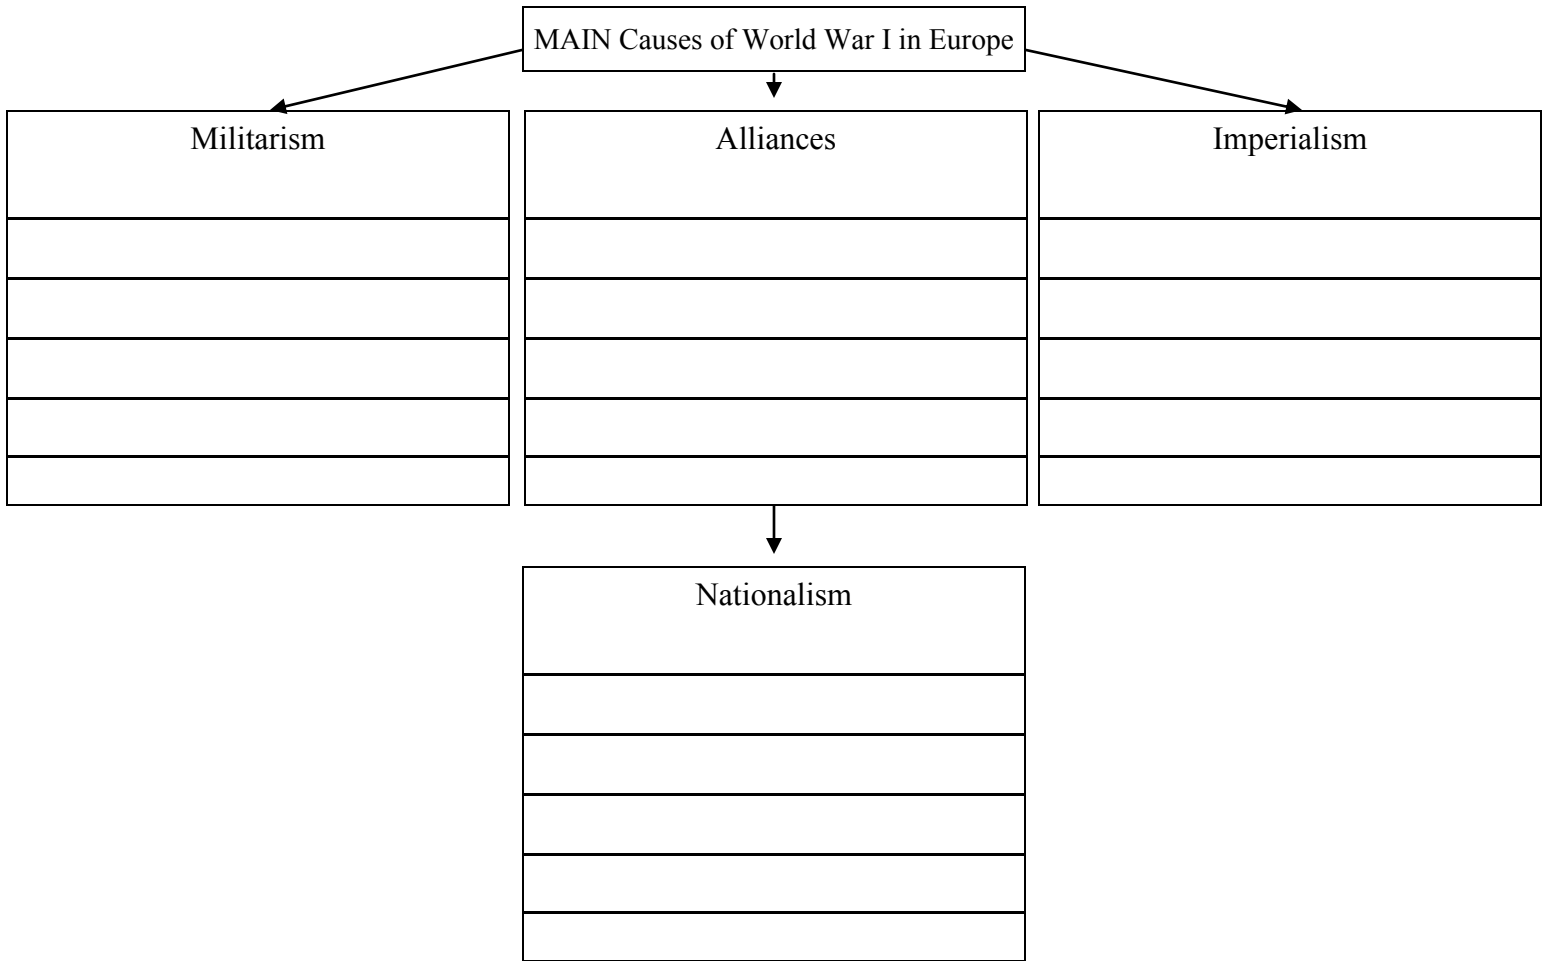 MAIN Causes of World War I in Europe
Militarism
Alliances
Imperialism
Nationalism